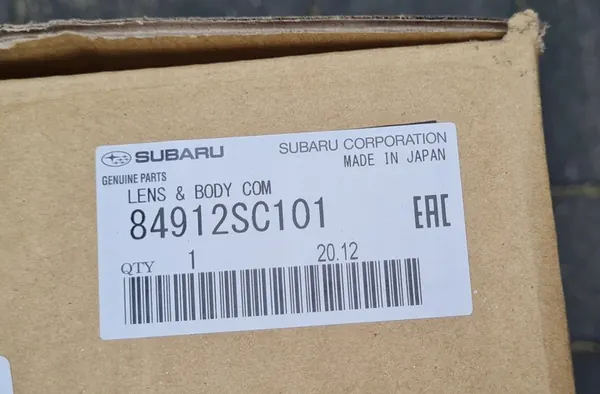 SUBARU
SUBARU CORPORATION
GENUINE PARTS
MADE IN JAPAN
LENS & BODY COM
84912SC101
EAC
QTY 1 20.12